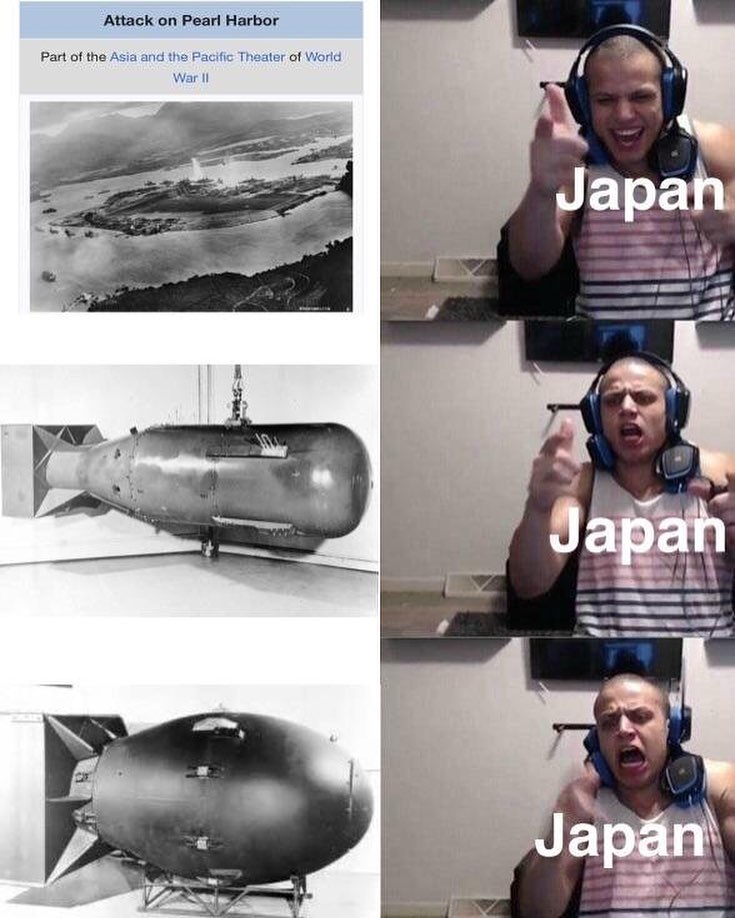 Attack on Pearl Harbor
Part of the Asia and the Pacific Theater of World
War II
Japan
Japan
Japan